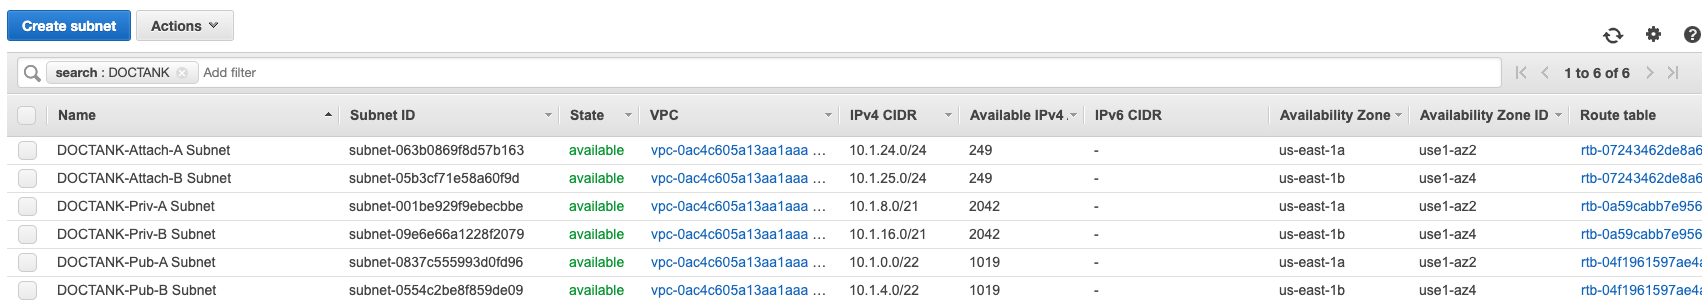 Create subnet Actions
search : DOCTANK Add filter 1 to 6 of 6
Name Subnet ID State VPC IPv4 CIDR Available IPv4 . IPv6 CIDR Availability Zone Availability Zone ID Route table
DOCTANK-Attach-A Subnet subnet-063b0869f8d57b163 available vpc-0ac4c605a13aa1aaa ... 10.1.24.0/24 249 - us-east-1a use1-az2 rtb-07243462de8a6
DOCTANK-Attach-B Subnet subnet-05b3cf71e58a60f9d available vpc-0ac4c605a13aa1aaa ... 10.1.25.0/24 249 - us-east-1b use1-az4 rtb-07243462de8a6
DOCTANK-Priv-A Subnet subnet-001be929f9ebecbbe available vpc-0ac4c605a13aa1aaa ... 10.1.8.0/21 2042 - us-east-1a use1-az2 rtb-0a59cabb7e956
DOCTANK-Priv-B Subnet subnet-09e6e66a1228f2079 available vpc-0ac4c605a13aa1aaa ... 10.1.16.0/21 2042 - us-east-1b use1-az4 rtb-0a59cabb7e956
DOCTANK-Pub-A Subnet subnet-0837c555993d0fd96 available vpc-0ac4c605a13aa1aaa ... 10.1.0.0/22 1019 - us-east-1a use1-az2 rtb-04f1961597ae4a
DOCTANK-Pub-B Subnet subnet-0554c2be8f859de09 available vpc-0ac4c605a13aa1aaa ... 10.1.4.0/22 1019 - us-east-1b use1-az4 rtb-04f1961597ae4a